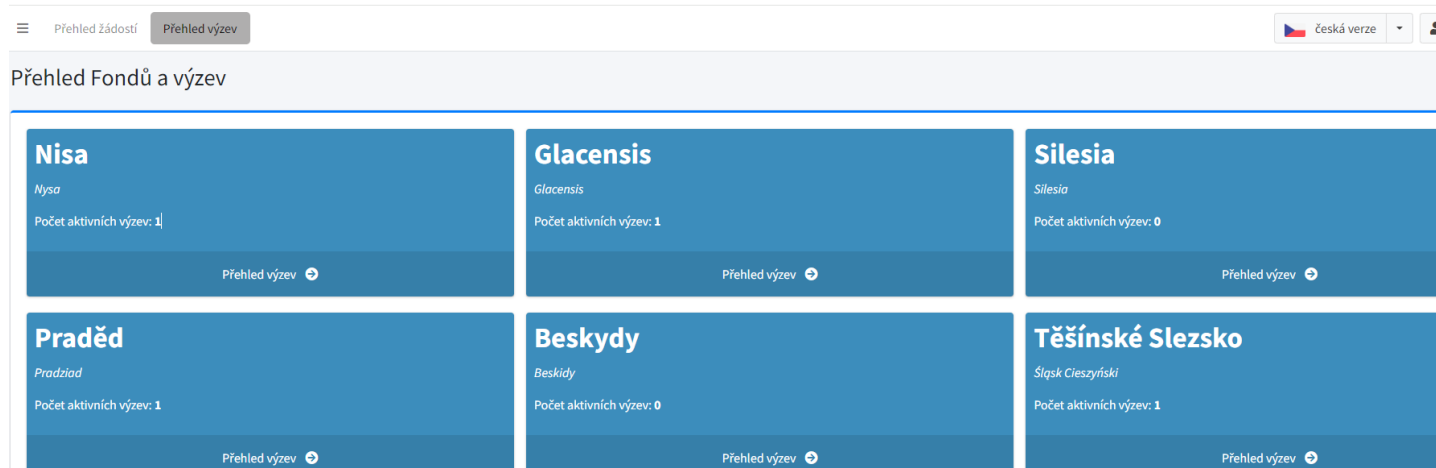 Přehled žádostí Přehled výzev česká verze
Přehled Fondů a výzev
Nisa
Nysa
Počet aktivních výzev: 1
Přehled výzev
Glacensis
Glacensis
Počet aktivních výzev: 1
Přehled výzev
Silesia
Silesia
Počet aktivních výzev: 0
Přehled výzev
Praděd
Pradziad
Počet aktivních výzev: 1
Přehled výzev
Beskydy
Beskidy
Počet aktivních výzev: 0
Přehled výzev
Těšínské Slezsko
Śląsk Cieszyński
Počet aktivních výzev: 1
Přehled výzev